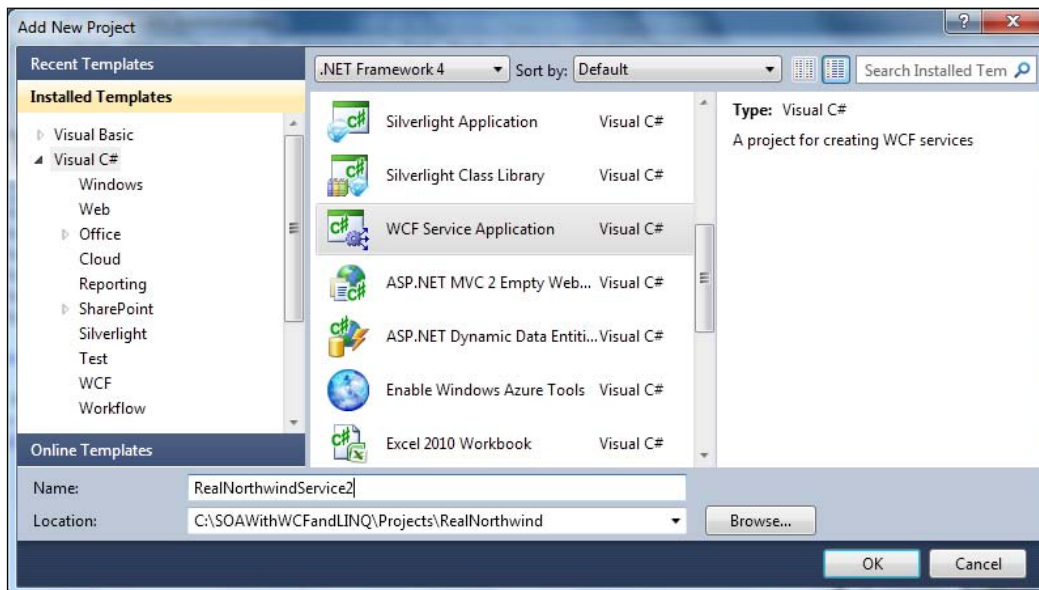 Add New Project
Recent Templates
Installed Templates
Visual Basic
Visual C#
Windows
Web
Office
Cloud
Reporting
SharePoint
Silverlight
Test
WCF
Workflow
Online Templates
.NET Framework 4 Sort by: Default Search Installed Tem
Silverlight Application Visual C#
Silverlight Class Library Visual C#
WCF Service Application Visual C#
ASP.NET MVC 2 Empty Web... Visual C#
ASP.NET Dynamic Data Entiti... Visual C#
Enable Windows Azure Tools Visual C#
Excel 2010 Workbook Visual C#
Type: Visual C#
A project for creating WCF services
Name: RealNorthwindService2
Location: C:\SOAWithWCFandLINQ\Projects\RealNorthwind Browse...
OK Cancel